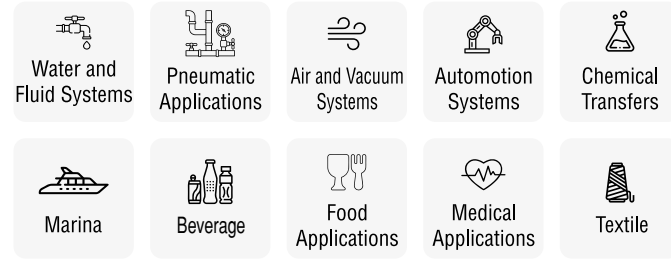 Water and
Fluid Systems
Pneumatic
Applications
Air and Vacuum
Systems
Automotion
Systems
Chemical
Transfers
Marina
Beverage
Food
Applications
Medical
Applications
Textile